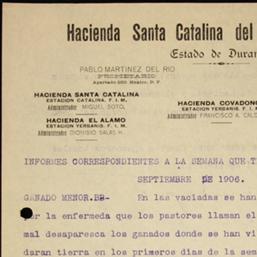 Hacienda Santa Catalina del
Estado de Duran
PABLO MARTINEZ DEL RIO
PROPIETARIO
Apartado 250 Mexico, D. F.
HACIENDA SANTA CATALINA
ESTACION CATALINA, F. I. M.
Administrador MIGUEL SOTO,
HACIENDA EL ALAMO
ESTACION YERBANIS, F. I. M.
Administrador DIONISIO SALAS H.
HACIENDA COVADONG
ESTACION YERBANIS, F. I. M.
Administrador FRANCISCO A. CALD
INFORMES CORRESPONDIENTES A LA SEMANA QUE T
SEPTIEMBRE DE 1906.
GANADO MENOR.- En las vaciadas se han
por la enfermeda que los pastores llaman el
mal desaparesca los ganados donde se han vi
daran tierra en los primeros dias de la sem